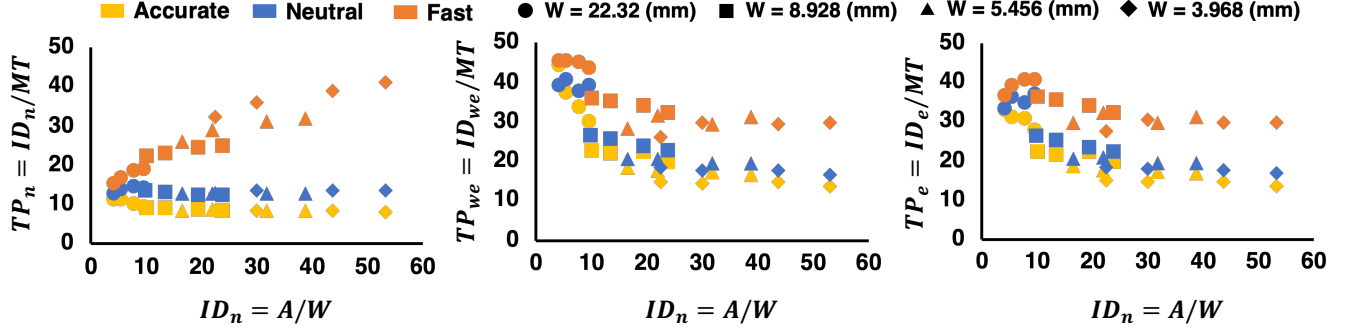 Accurate Neutral Fast W = 22.32 (mm) W = 8.928 (mm) W = 5.456 (mm) W = 3.968 (mm)
TPₙ = IDₙ/MT
50
40
30
20
10
0
0 10 20 30 40 50 60
IDₙ = A/W
TP_we = ID_we/MT
50
40
30
20
10
0
0 10 20 30 40 50 60
IDₙ = A/W
TPₑ = IDₑ/MT
50
40
30
20
10
0
0 10 20 30 40 50 60
IDₙ = A/W